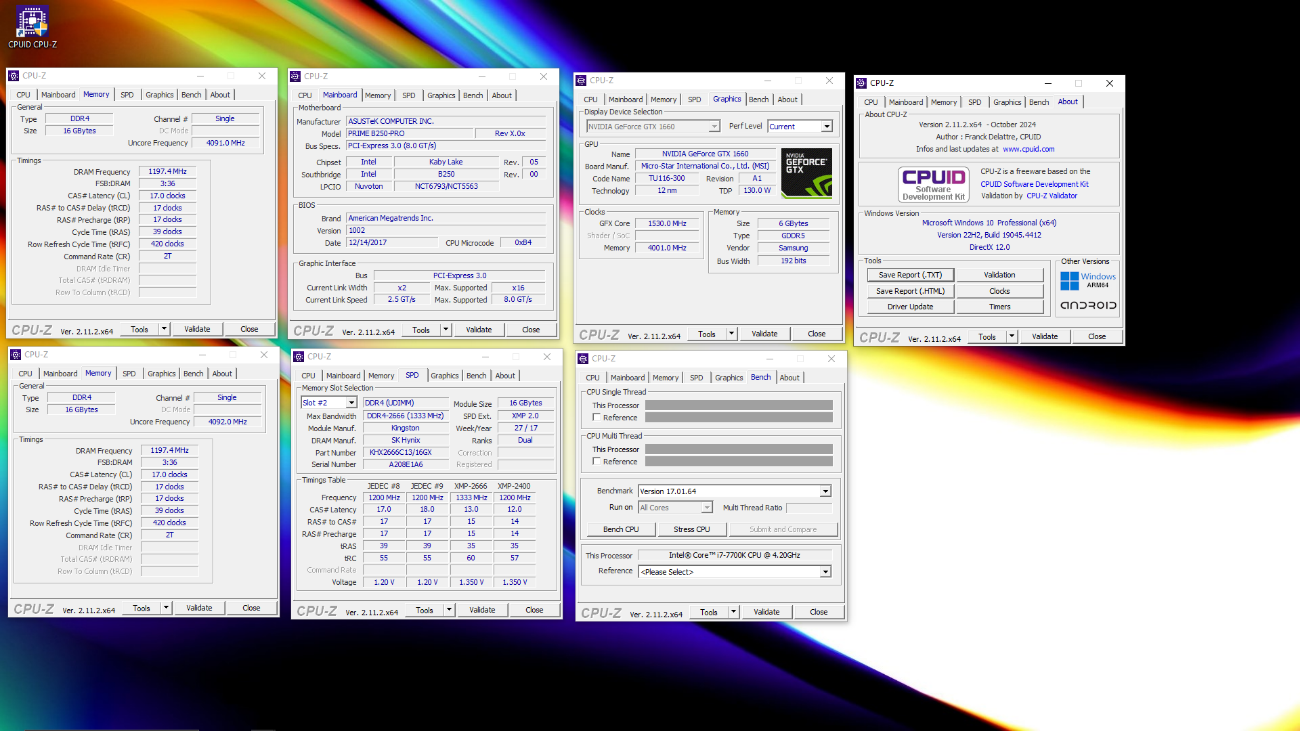 CPUID CPU-Z
CPU-Z
CPU Mainboard Memory SPD Graphics Bench About
General
Type DDR4 Channel # Single
Size 16 GBytes DC Mode
Uncore Frequency 4091.0 MHz
Timings
DRAM Frequency 1197.4 MHz
FSB:DRAM 3:36
CAS# Latency (CL) 17.0 clocks
RAS# to CAS# Delay (tRCD) 17 clocks
RAS# Precharge (tRP) 17 clocks
Cycle Time (tRAS) 39 clocks
Row Refresh Cycle Time (tRFC) 420 clocks
Command Rate (CR) 2T
DRAM Idle Timer
Total CAS# (tRDRAM)
Row To Column (tRCD)
CPU-Z Ver. 2.11.2.x64 Tools Validate Close
CPU-Z
CPU Mainboard Memory SPD Graphics Bench About
Motherboard
Manufacturer ASUSTeK COMPUTER INC.
Model PRIME B250-PRO Rev X.0x
Bus Specs. PCI-Express 3.0 (8.0 GT/s)
Chipset Intel Kaby Lake Rev. 05
Southbridge Intel B250 Rev. 00
LPCIO Nuvoton NCT6793/NCT5563
BIOS
Brand American Megatrends Inc.
Version 1002
Date 12/14/2017 CPU Microcode 0xB4
Graphic Interface
Bus PCI-Express 3.0
Current Link Width x2 Max. Supported x16
Current Link Speed 2.5 GT/s Max. Supported 8.0 GT/s
CPU-Z Ver. 2.11.2.x64 Tools Validate Close
CPU-Z
CPU Mainboard Memory SPD Graphics Bench About
Display Device Selection
NVIDIA GeForce GTX 1660 Perf Level Current
GPU
Name NVIDIA GeForce GTX 1660
Board Manuf. Micro-Star International Co., Ltd. (MSI)
Code Name TU116-300 Revision A1
Technology 12 nm TDP 130.0 W
NVIDIA
GEFORCE
GTX
Clocks
GFX Core 1530.0 MHz
Shader / SoC
Memory 4001.0 MHz
Memory
Size 6 GBytes
Type GDDR5
Vendor Samsung
Bus Width 192 bits
CPU-Z Ver. 2.11.2.x64 Tools Validate Close
CPU-Z
CPU Mainboard Memory SPD Graphics Bench About
About CPU-Z
Version 2.11.2.x64 - October 2024
Author : Franck Delattre, CPUID
Infos and last updates at www.cpuid.com
CPUID
Software
Development Kit
CPU-Z is a freeware based on the
CPUID Software Development Kit
Validation by CPU-Z Validator
Windows Version
Microsoft Windows 10 Professional (x64)
Version 22H2, Build 19045.4412
DirectX 12.0
Tools
Save Report (.TXT) Validation
Save Report (.HTML) Clocks
Driver Update Timers
Other Versions
Windows
ARM64
ANDROID
CPU-Z Ver. 2.11.2.x64 Tools Validate Close
CPU-Z
CPU Mainboard Memory SPD Graphics Bench About
General
Type DDR4 Channel # Single
Size 16 GBytes DC Mode
Uncore Frequency 4092.0 MHz
Timings
DRAM Frequency 1197.4 MHz
FSB:DRAM 3:36
CAS# Latency (CL) 17.0 clocks
RAS# to CAS# Delay (tRCD) 17 clocks
RAS# Precharge (tRP) 17 clocks
Cycle Time (tRAS) 39 clocks
Row Refresh Cycle Time (tRFC) 420 clocks
Command Rate (CR) 2T
DRAM Idle Timer
Total CAS# (tRDRAM)
Row To Column (tRCD)
CPU-Z Ver. 2.11.2.x64 Tools Validate Close
CPU-Z
CPU Mainboard Memory SPD Graphics Bench About
Memory Slot Selection
Slot #2 DDR4 (UDIMM) Module Size 16 GBytes
Max Bandwidth DDR4-2666 (1333 MHz) SPD Ext. XMP 2.0
Module Manuf. Kingston Week/Year 27 / 17
DRAM Manuf. SK Hynix Ranks Dual
Part Number KHX2666C13/16GX Correction
Serial Number A208E1A6 Registered
Timings Table
JEDEC #8 JEDEC #9 XMP-2666 XMP-2400
Frequency 1200 MHz 1200 MHz 1333 MHz 1200 MHz
CAS# Latency 17.0 18.0 13.0 12.0
RAS# to CAS# 17 17 15 14
RAS# Precharge 17 17 15 14
tRAS 39 39 35 35
tRC 55 55 60 57
Command Rate
Voltage 1.20 V 1.20 V 1.350 V 1.350 V
CPU-Z Ver. 2.11.2.x64 Tools Validate Close
CPU-Z
CPU Mainboard Memory SPD Graphics Bench About
CPU Single Thread
This Processor
Reference
CPU Multi Thread
This Processor
Reference
Benchmark Version 17.01.64
Run on All Cores Multi Thread Ratio
Bench CPU Stress CPU Submit and Compare
This Processor Intel® Core™ i7-7700K CPU @ 4.20GHz
Reference <Please Select>
CPU-Z Ver. 2.11.2.x64 Tools Validate Close